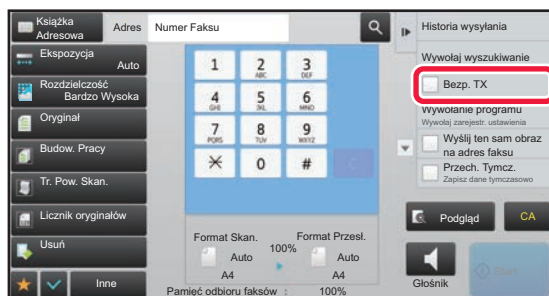 Książka
Adresowa
Adres
Numer Faksu
Ekspozycja
Auto
Rozdzielczość
Bardzo Wysoka
Oryginał
Budow. Pracy
Tr. Pow. Skan.
Licznik oryginałów
Usuń
Inne
1
2
ABC
3
DEF
4
GHI
5
JKL
6
MNO
7
PQRS
8
TUV
9
WXYZ
0
#
C
Format Skan.
100%
Format Przesł.
Auto
A4
Auto
A4
Pamięć odbioru faksów : 100%
Historia wysyłania
Wywołaj wyszukiwanie
Bezp. TX
Wywołanie programu
Wywołaj zarejestr. ustawienia
Wyślij ten sam obraz
na adres faksu
Przech. Tymcz.
Zapisz dane tymczasowo
Podgląd
CA
Głośnik
Start